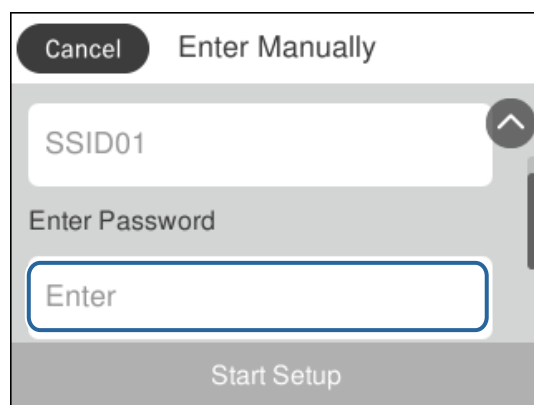 Cancel Enter Manually
SSID01
Enter Password
Enter
Start Setup